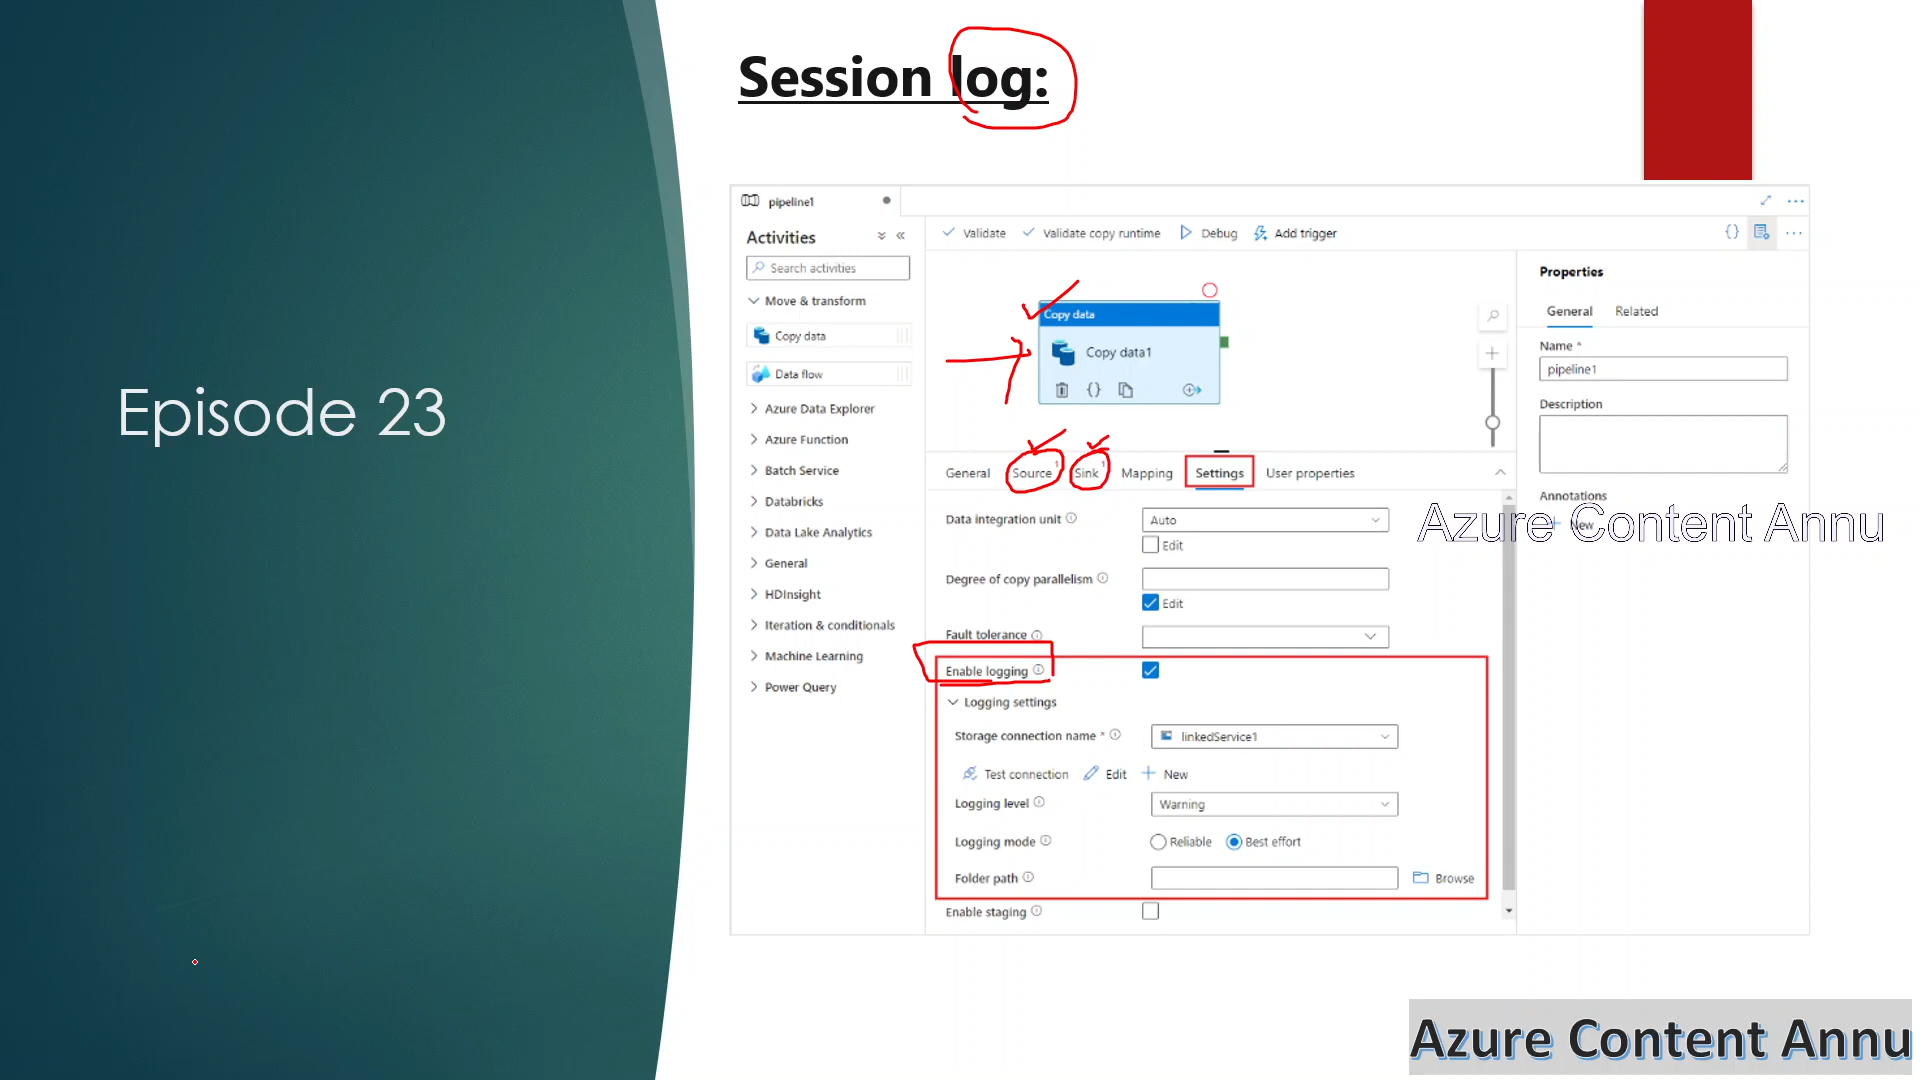 Session log:
Episode 23
pipeline1
Activities
Search activities
Move & transform
Copy data
Data flow
Azure Data Explorer
Azure Function
Batch Service
Databricks
Data Lake Analytics
General
HDInsight
Iteration & conditionals
Machine Learning
Power Query
Validate
Validate copy runtime
Debug
Add trigger
Copy data
Copy data1
General
Source 1
Sink 1
Mapping
Settings
User properties
Data integration unit
Auto
Edit
Degree of copy parallelism
Edit
Fault tolerance
Enable logging
Logging settings
Storage connection name *
linkedService1
Test connection
Edit
New
Logging level
Warning
Logging mode
Reliable
Best effort
Folder path
Browse
Enable staging
Properties
General
Related
Name *
pipeline1
Description
Annotations
New
Azure Content Annu
Azure Content Annu